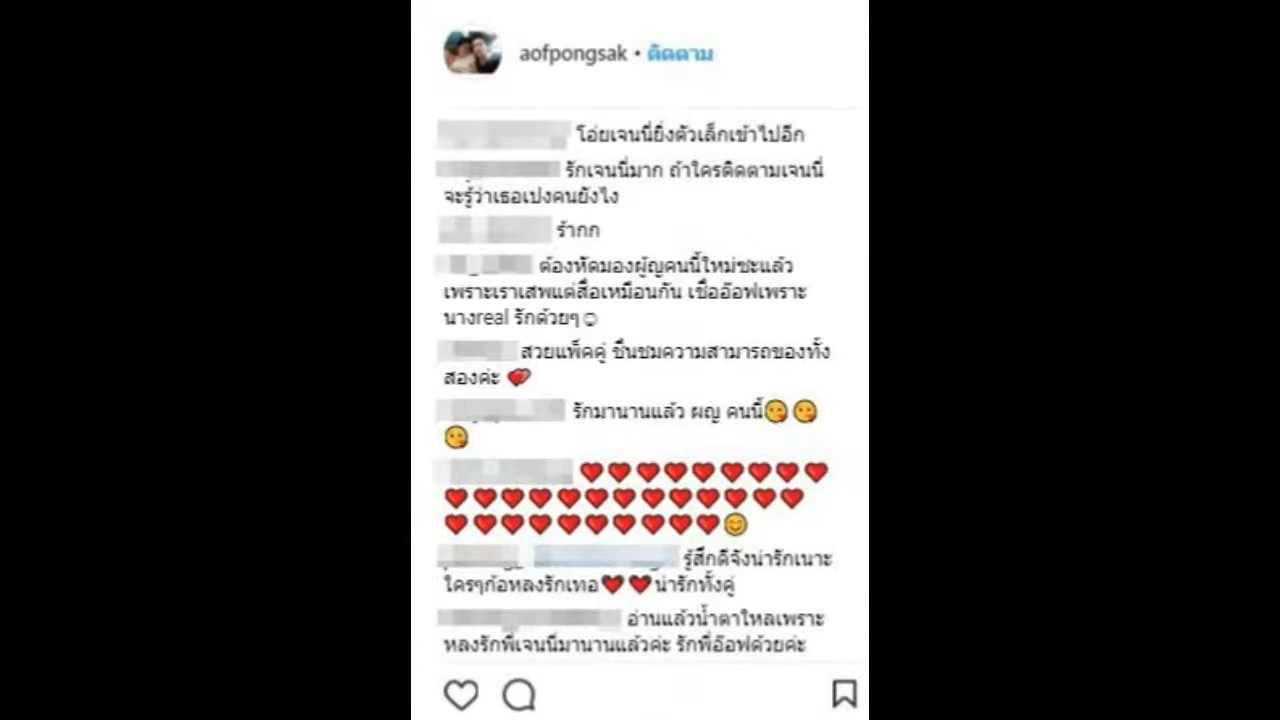 aofpongsak • ติดตาม
โอ่ยเจนนี่ยิ่งตัวเล็กเข้าไปอีก
รักเจนนี่มาก ถ้าใครติดตามเจนนี่
จะรู้ว่าเธอเปงคนยังไง
ร้ากก
ต้องหัดมองผู้ญคนนี้ใหม่ซะแล้ว
เพราะเราเสพแต่สื่อเหมือนกัน เชื่ออ๊อฟเพราะ
นางreal รักด้วยๆ☺
สวยแพ็คคู่ ชื่นชมความสามารถของทั้ง
สองค่ะ 💕
รักมานานแล้ว ผญ คนนี้😘😘
😘
❤❤❤❤❤❤❤❤❤
❤❤❤❤❤❤❤❤❤❤❤❤❤
❤❤❤❤❤❤❤❤❤❤😊
รู้สึกดีจังน่ารักเนาะ
ใครๆก้อหลงรักเทอ❤❤น่ารักทั้งคู่
อ่านแล้วน้ำตาใหลเพราะ
หลงรักพี่เจนนี่มานานแล้วค่ะ รักพี่อ๊อฟด้วยค่ะ